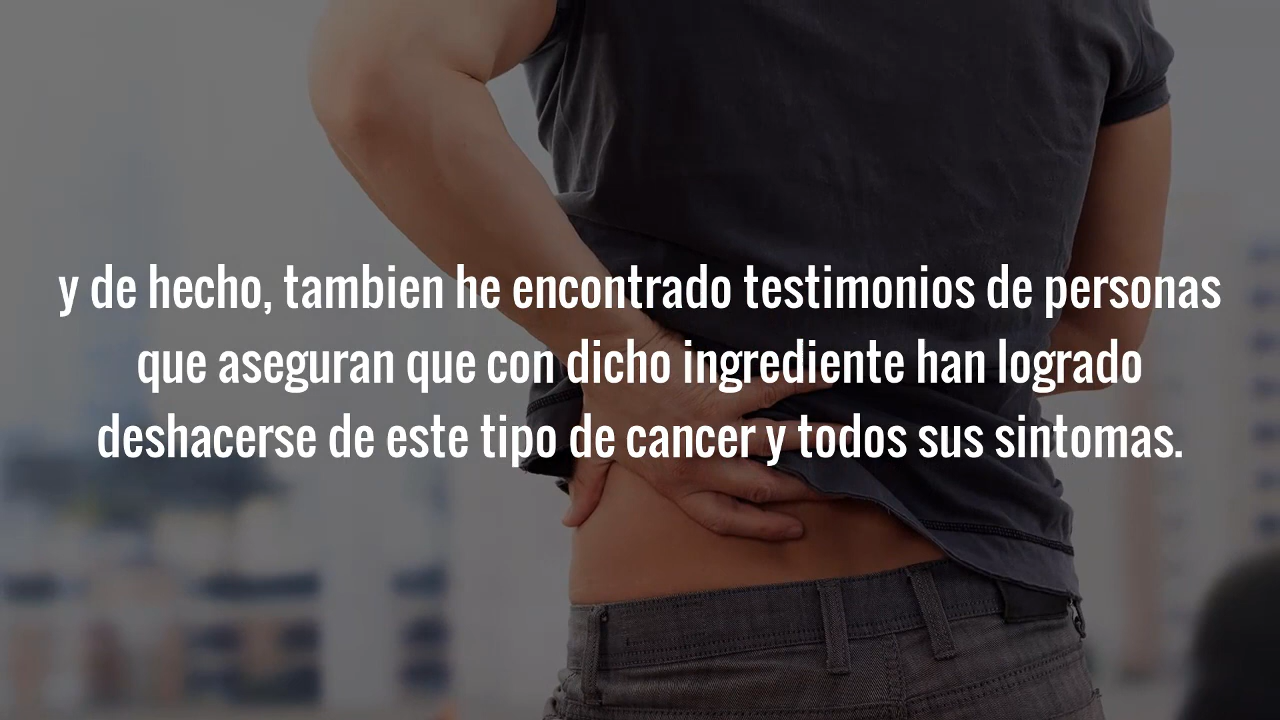 y de hecho, tambien he encontrado testimonios de personas
que aseguran que con dicho ingrediente han logrado
deshacerse de este tipo de cancer y todos sus sintomas.